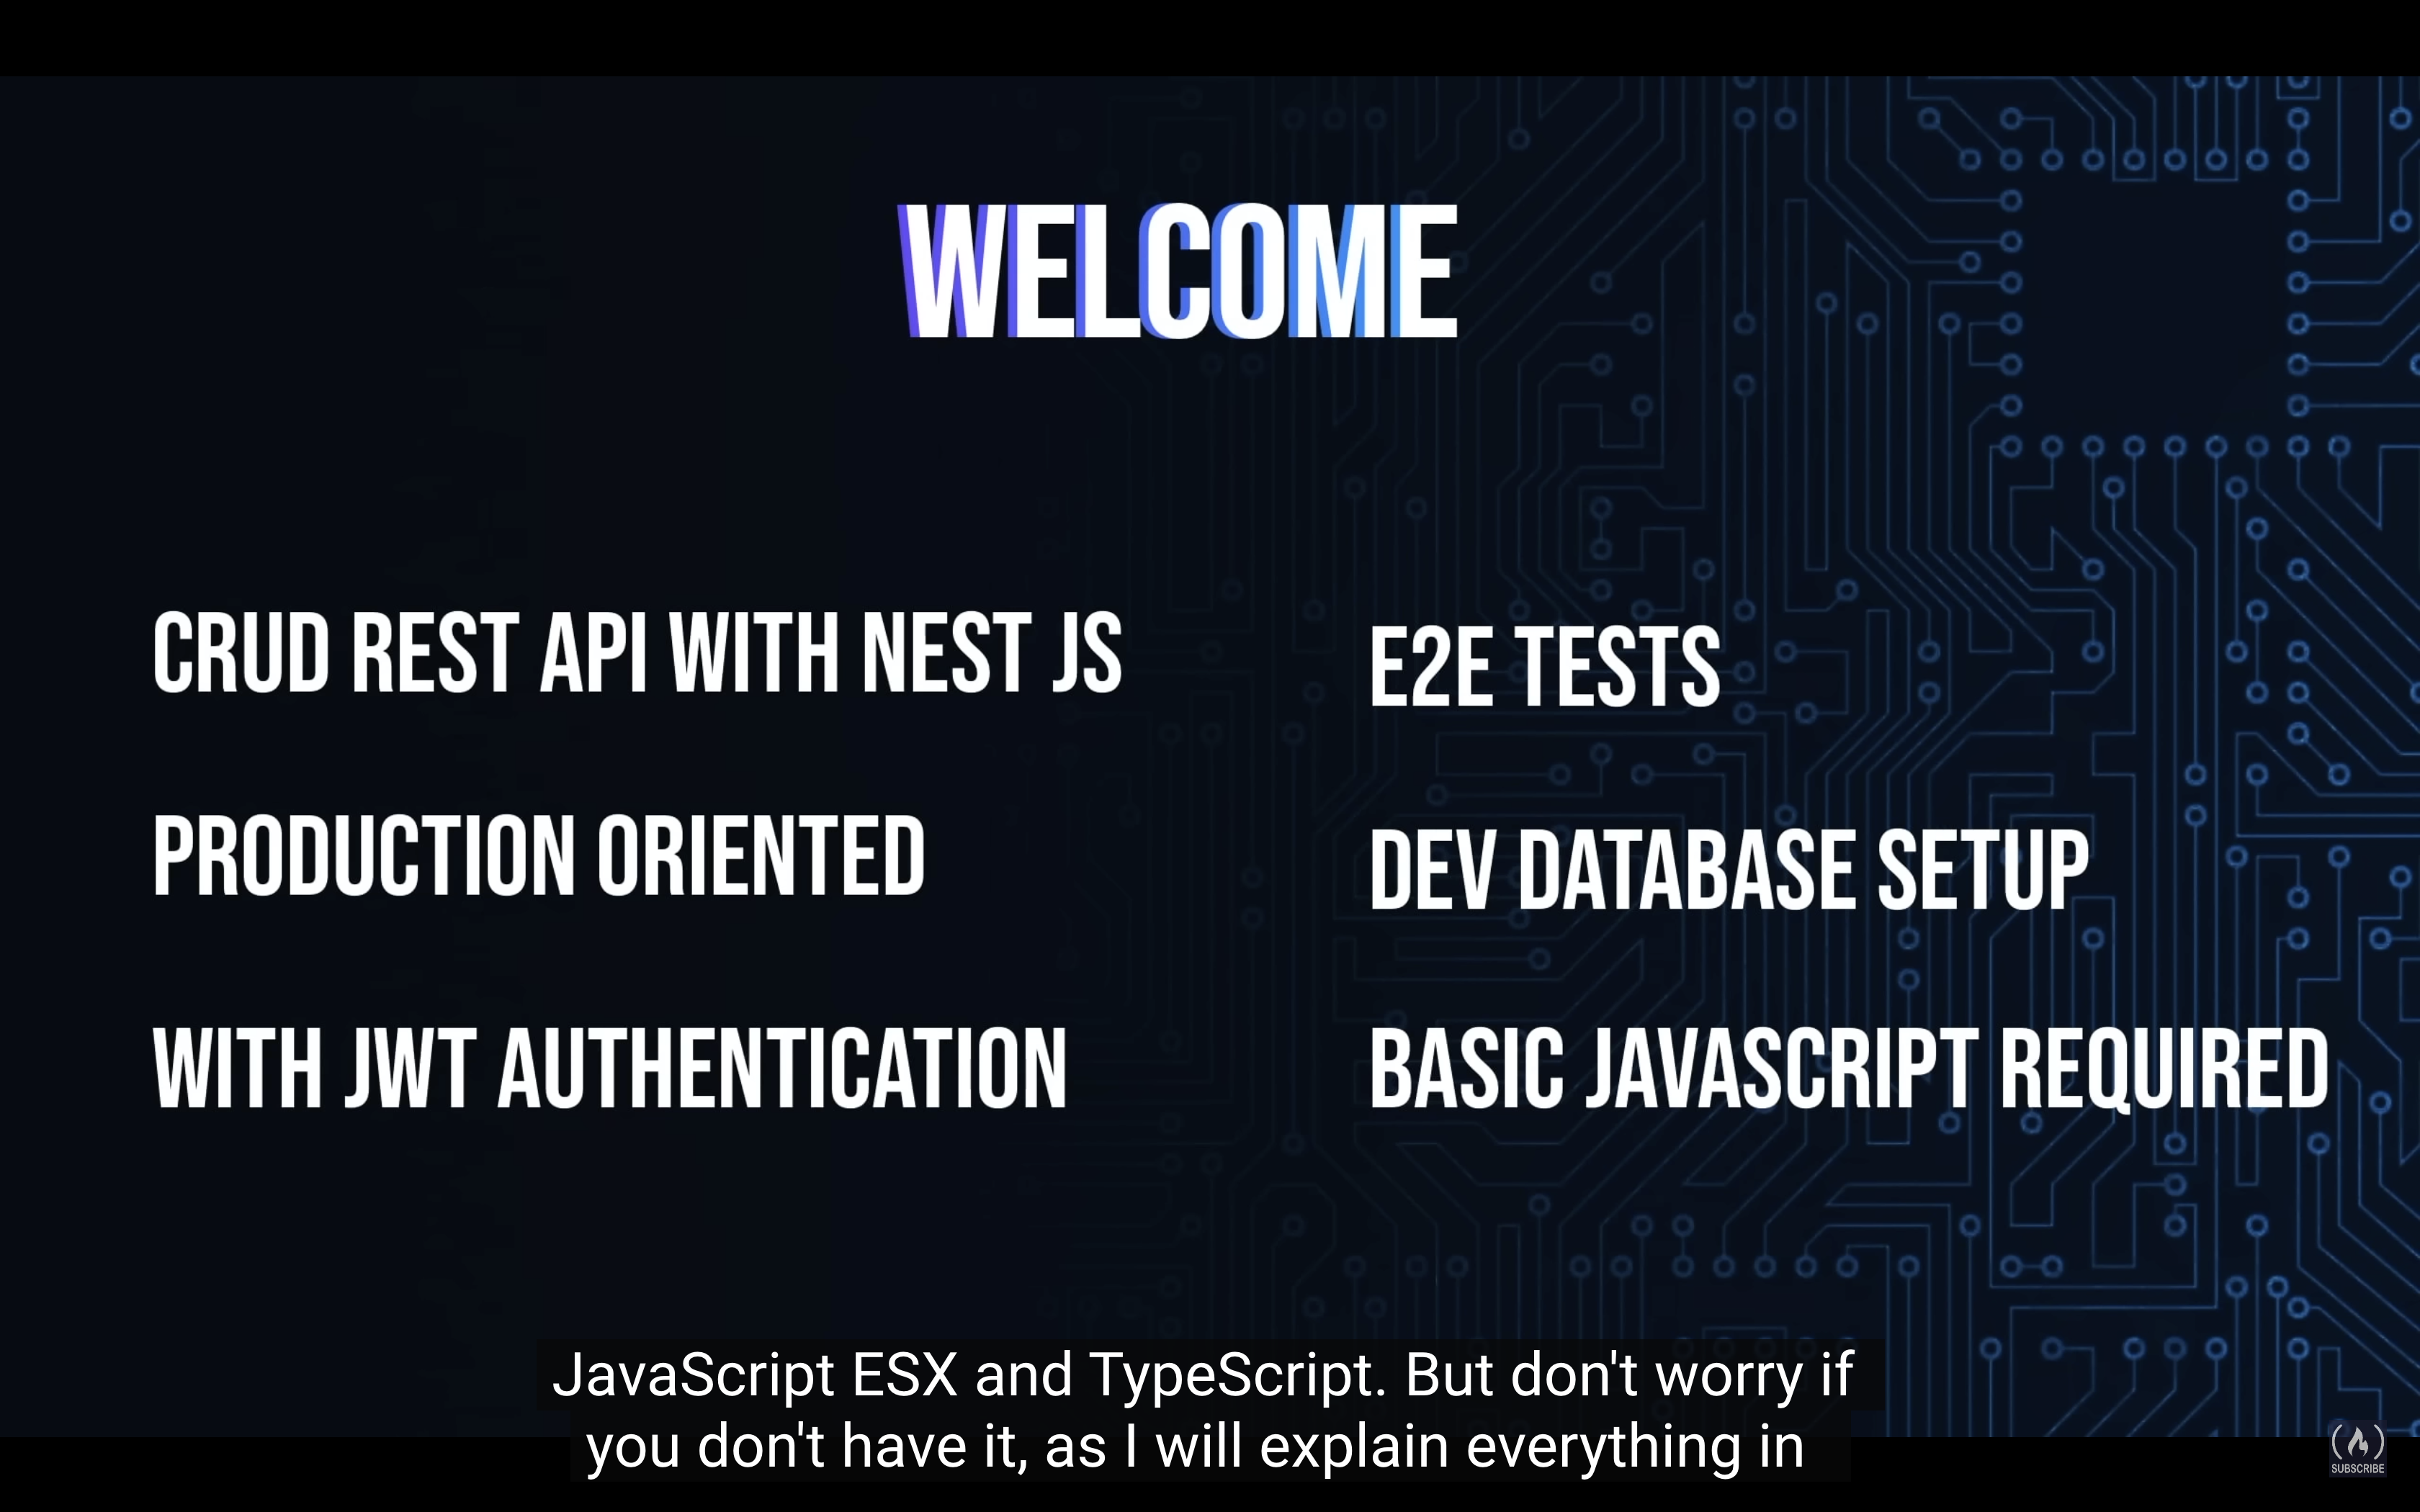 WELCOME
CRUD REST API WITH NEST JS
PRODUCTION ORIENTED
WITH JWT AUTHENTICATION
E2E TESTS
DEV DATABASE SETUP
BASIC JAVASCRIPT REQUIRED
JavaScript ESX and TypeScript. But don't worry if
you don't have it, as I will explain everything in
SUBSCRIBE